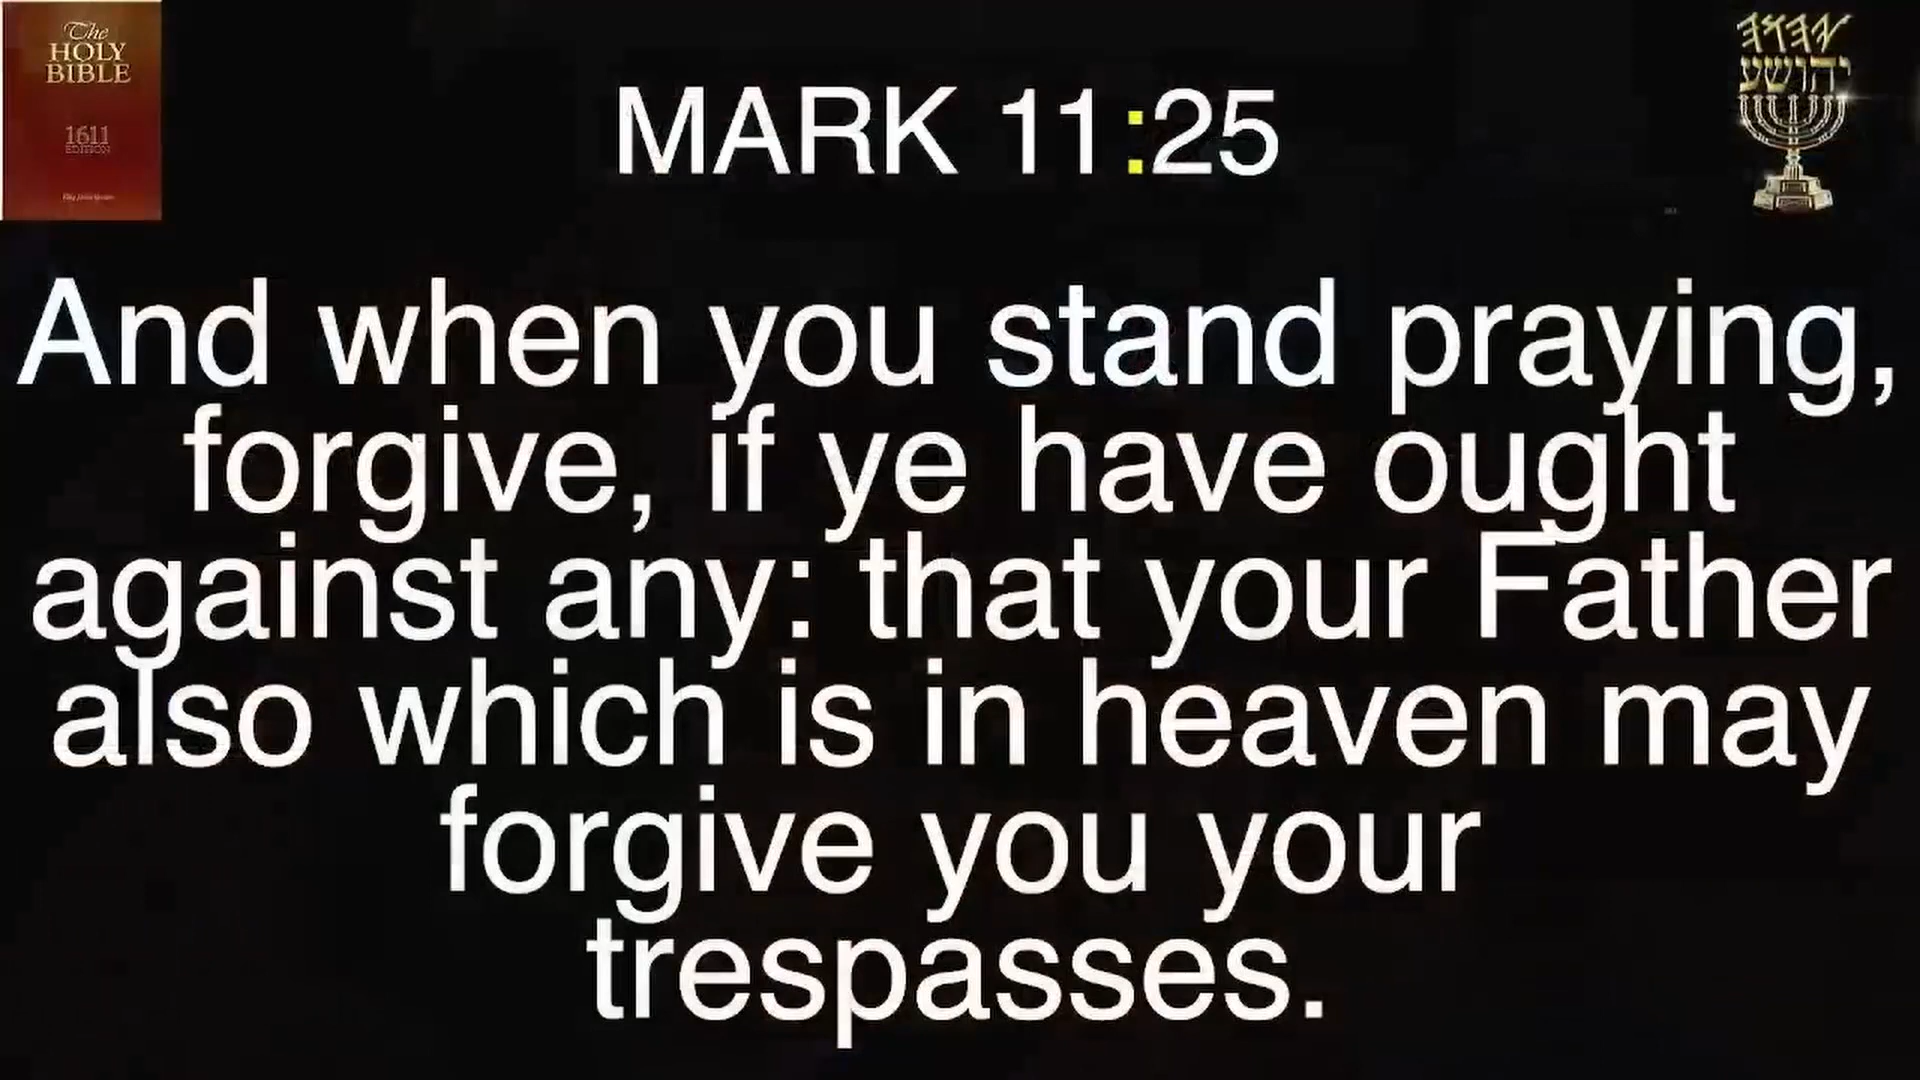 The
HOLY
BIBLE
1611
EDITION
MARK 11:25
יהושע
And when you stand praying,
forgive, if ye have ought
against any: that your Father
also which is in heaven may
forgive you your
trespasses.